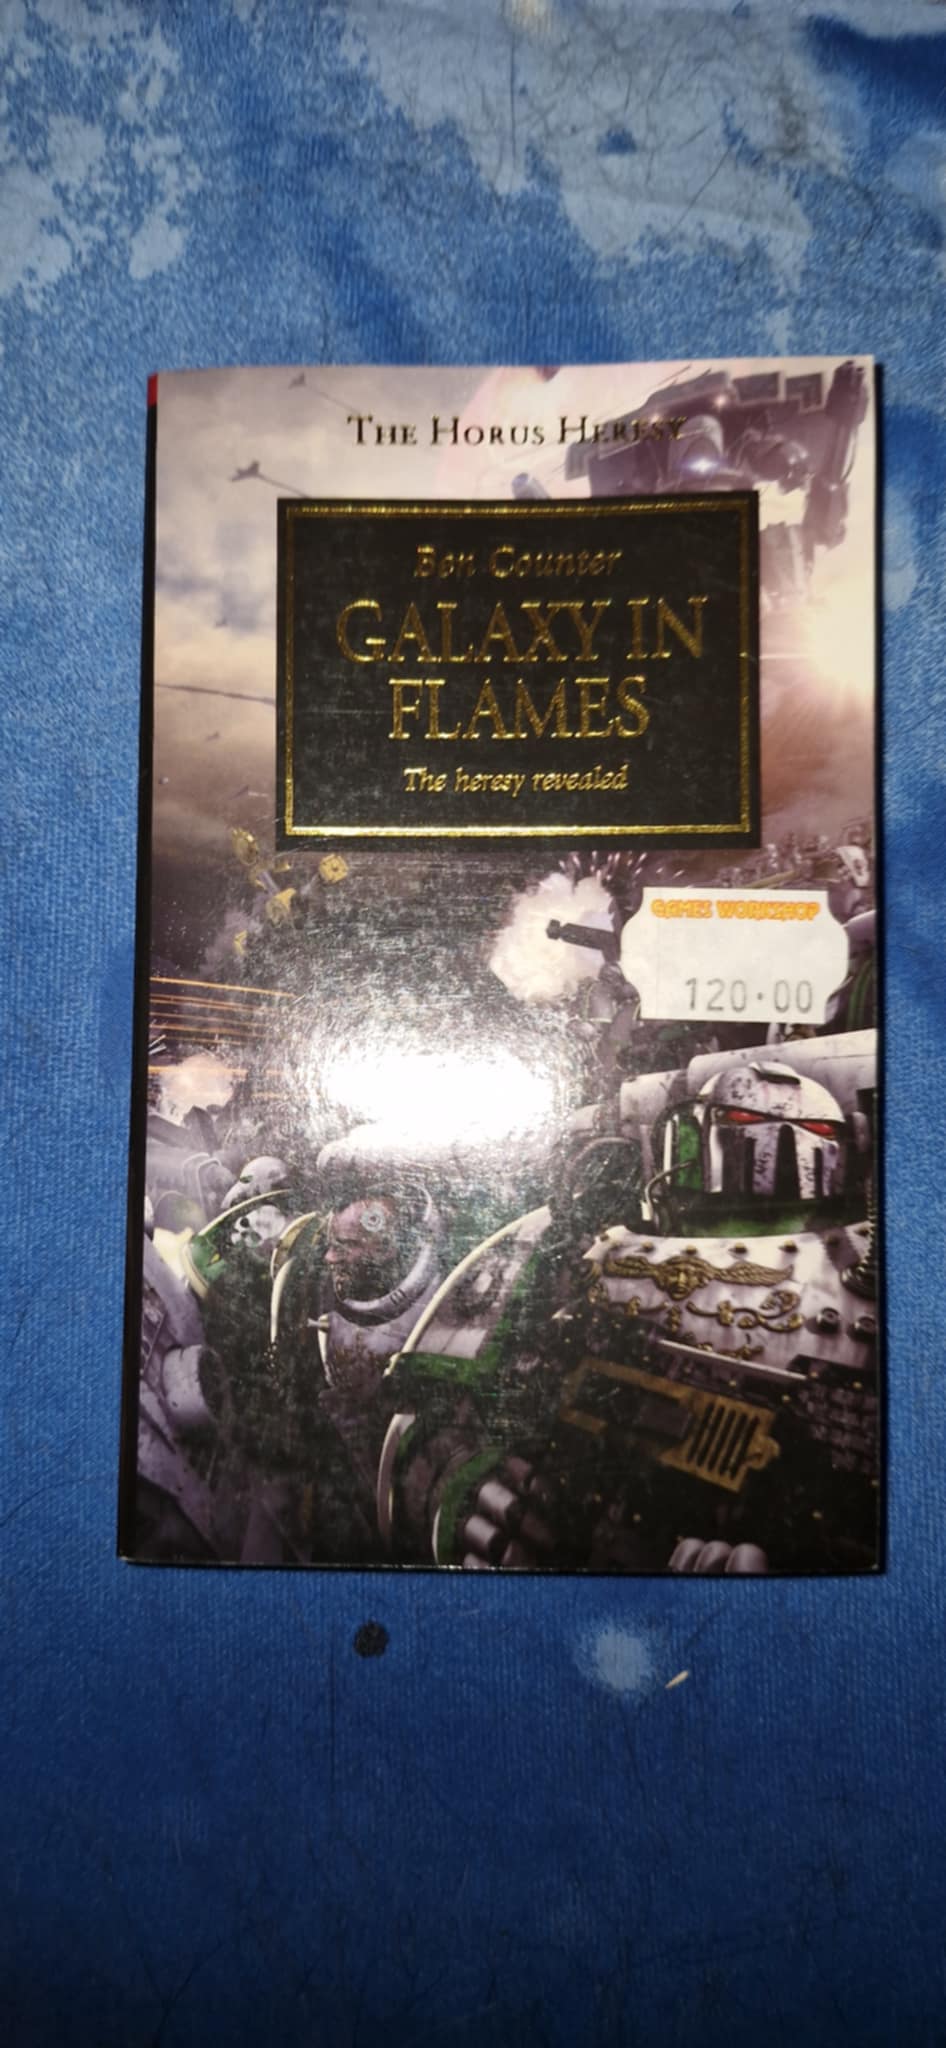 THE HORUS HERESY
Ben Counter
GALAXY IN
FLAMES
The heresy revealed
GAMES WORKSHOP
120.00